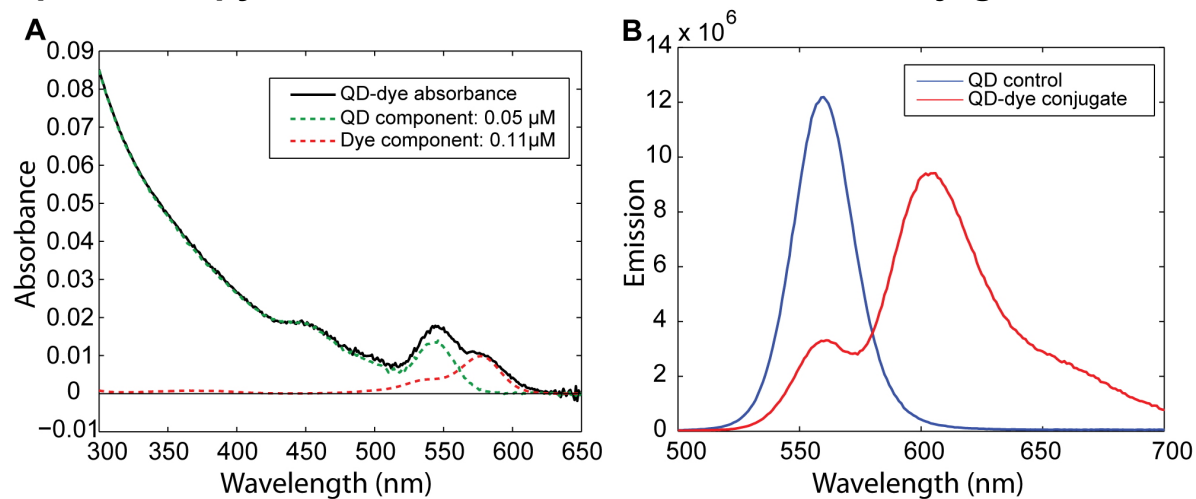 A
0.09
0.08
0.07
0.06
0.05
0.04
0.03
0.02
0.01
0
−0.01
Absorbance
QD-dye absorbance
QD component: 0.05 µM
Dye component: 0.11µM
300 350 400 450 500 550 600 650
Wavelength (nm)
B
14 x 10⁶
12
10
8
6
4
2
0
Emission
QD control
QD-dye conjugate
500 550 600 650 700
Wavelength (nm)